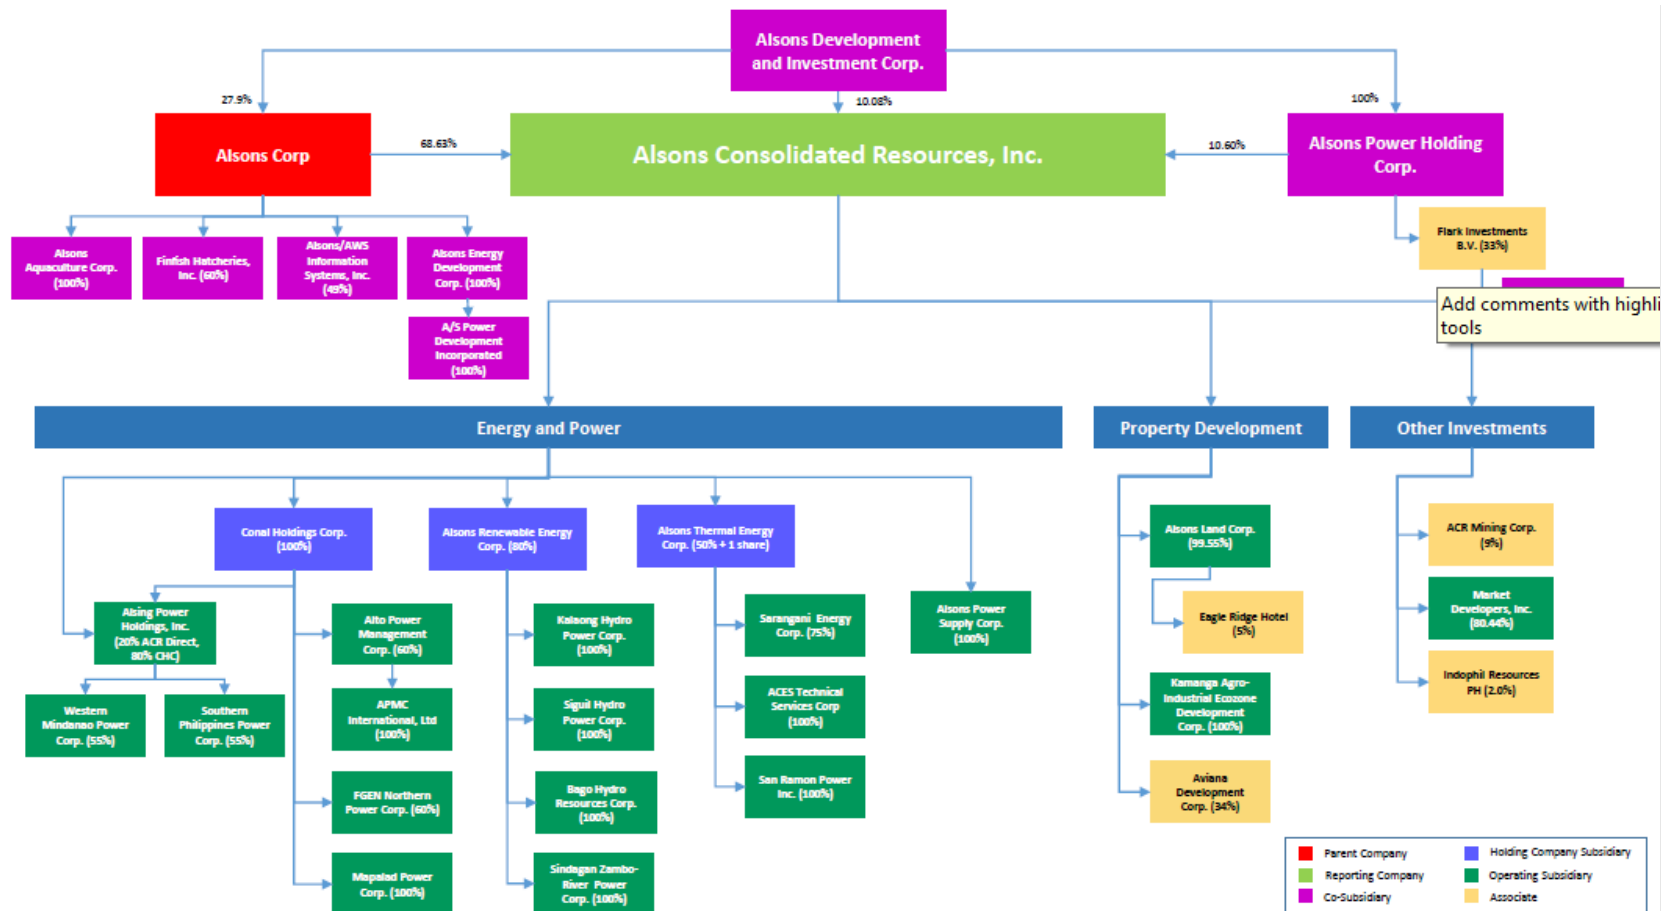 Alsons Development
and Investment Corp.
27.9%
10.08%
100%
Alsons Corp
68.63%
Alsons Consolidated Resources, Inc.
10.60%
Alsons Power Holding
Corp.
Flark Investments
B.V. (33%)
Alsons
Aquaculture Corp.
(100%)
Finfish Hatcheries,
Inc. (60%)
Alsons/AWS
Information
Systems, Inc.
(49%)
Alsons Energy
Development
Corp. (100%)
A/S Power
Development
Incorporated
(100%)
Add comments with highli
tools
Energy and Power
Property Development
Other Investments
Conal Holdings Corp.
(100%)
Alsons Renewable Energy
Corp. (80%)
Alsons Thermal Energy
Corp. (50% + 1 share)
Alsing Power
Holdings, Inc.
(20% ACR Direct,
80% CHC)
Western
Mindanao Power
Corp. (55%)
Southern
Philippines Power
Corp. (55%)
Alto Power
Management
Corp. (60%)
APMC
International, Ltd
(100%)
FGEN Northern
Power Corp. (60%)
Mapalad Power
Corp. (100%)
Kalaong Hydro
Power Corp.
(100%)
Siguil Hydro
Power Corp.
(100%)
Bago Hydro
Resources Corp.
(100%)
Sindagan Zambo-
River Power
Corp. (100%)
Sarangani Energy
Corp. (75%)
ACES Technical
Services Corp
(100%)
San Ramon Power
Inc. (100%)
Alsons Power
Supply Corp.
(100%)
Alsons Land Corp.
(99.55%)
Eagle Ridge Hotel
(5%)
Kamanga Agro-
Industrial Ecozone
Development
Corp. (100%)
Aviana
Development
Corp. (34%)
ACR Mining Corp.
(9%)
Market
Developers, Inc.
(80.44%)
Indophil Resources
PH (2.0%)
Parent Company
Reporting Company
Co-Subsidiary
Holding Company Subsidiary
Operating Subsidiary
Associate